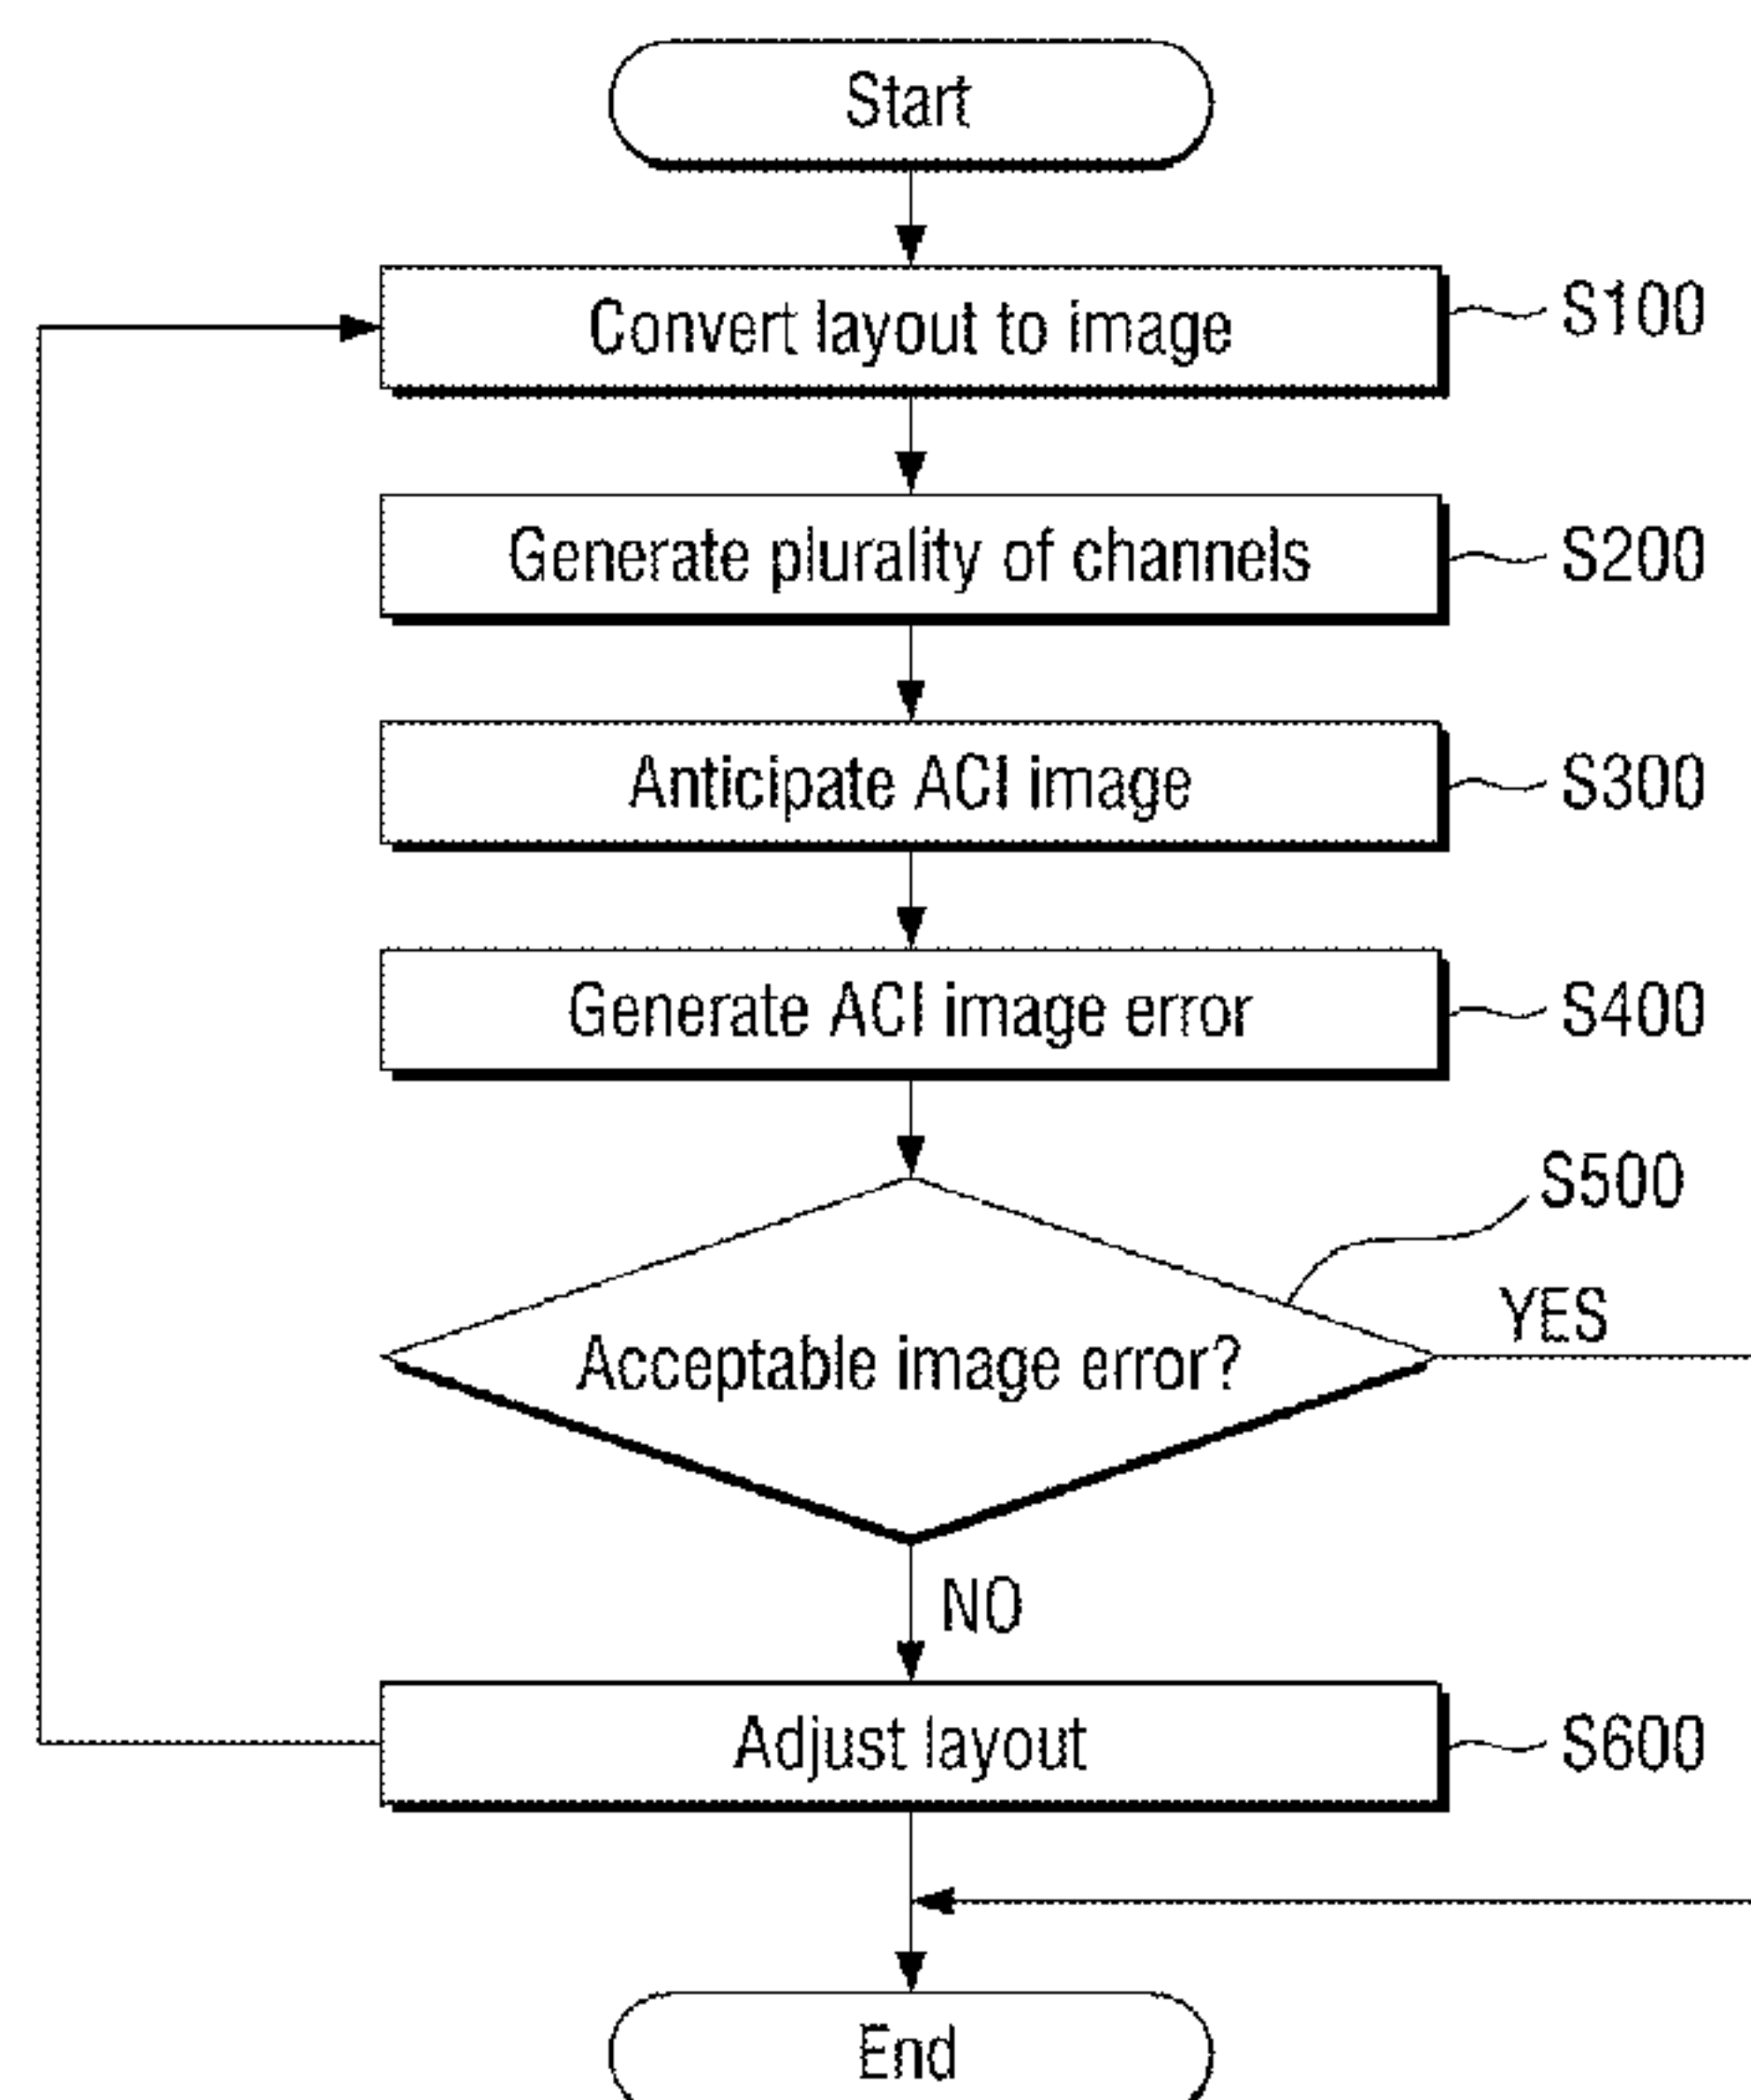 Start
Convert layout to image
S100
Generate plurality of channels
S200
Anticipate ACI image
S300
Generate ACI image error
S400
S500
YES
Acceptable image error?
NO
Adjust layout
S600
End